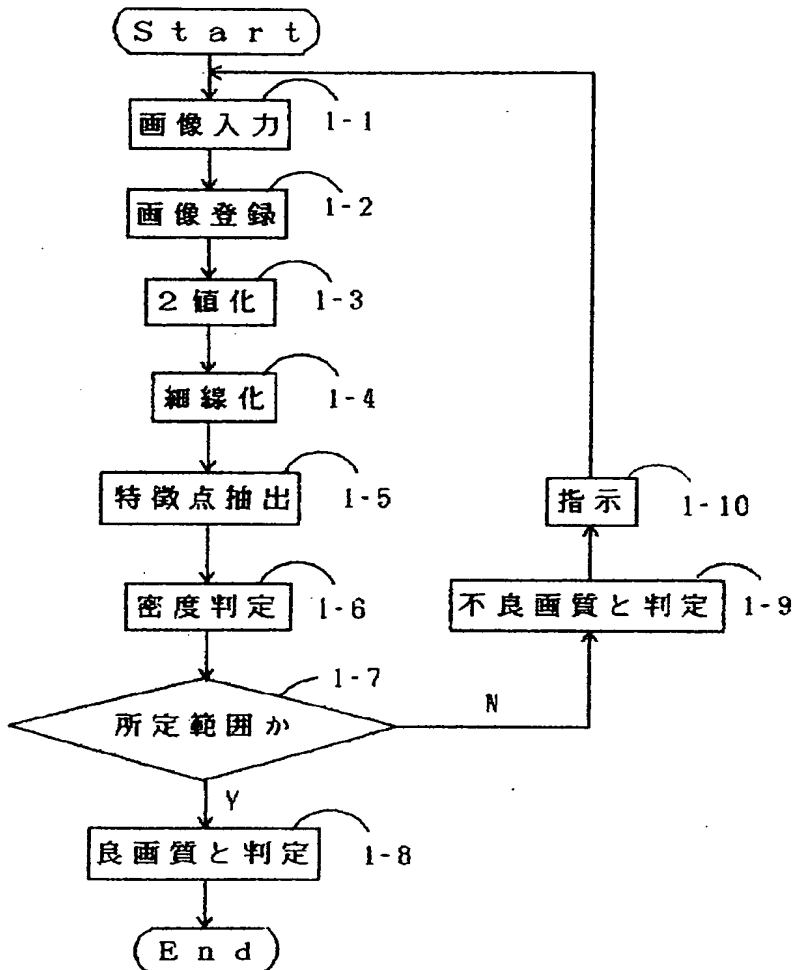 Start
画像入力
1-1
画像登録
1-2
2値化
1-3
細線化
1-4
特徴点抽出
1-5
指示
1-10
密度判定
1-6
不良画質と判定
1-9
所定範囲か
1-7
N
Y
良画質と判定
1-8
End